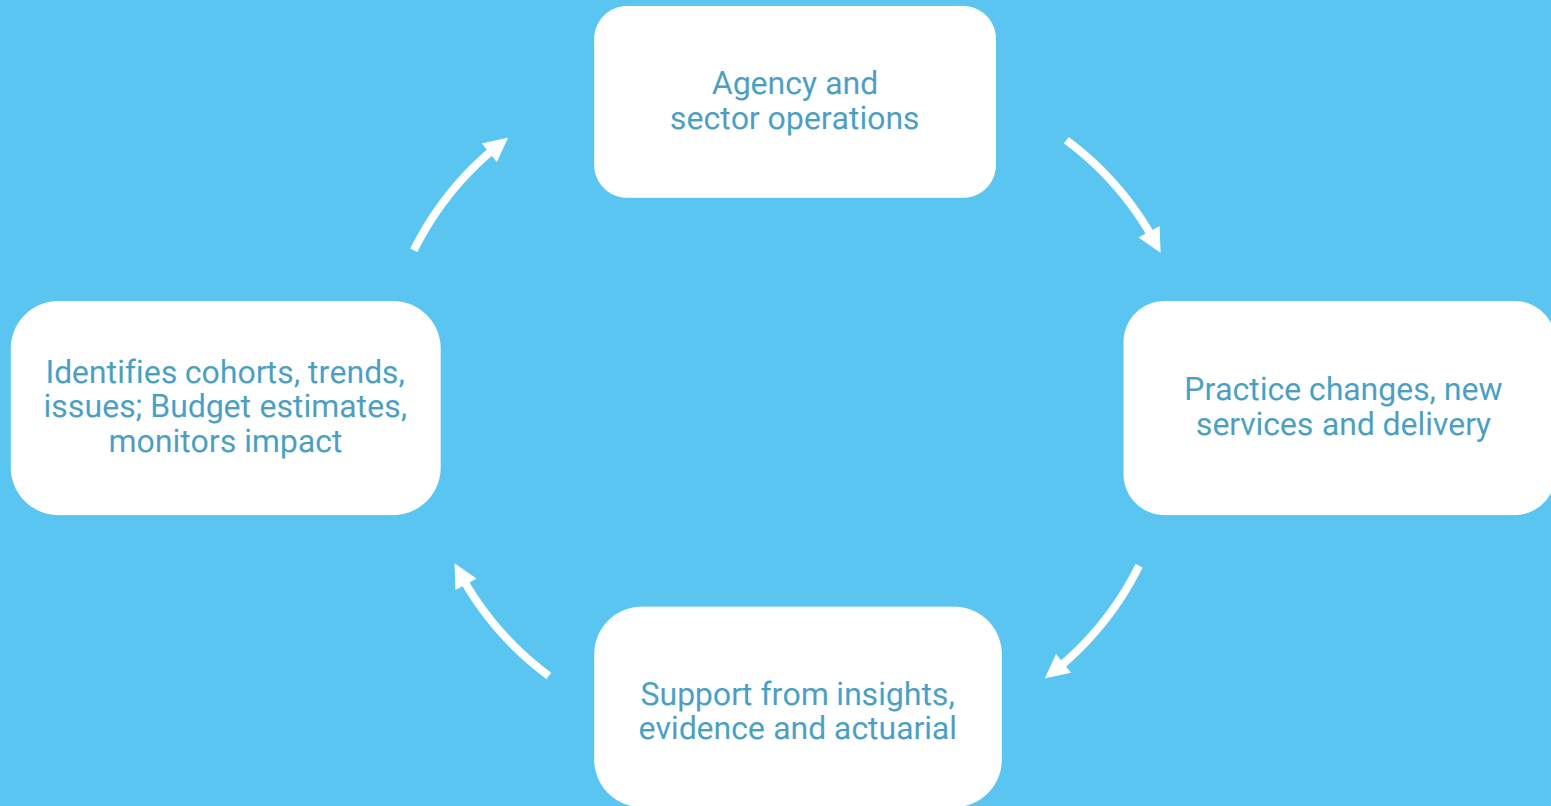 Agency and
sector operations
Identifies cohorts, trends,
issues; Budget estimates,
monitors impact
Practice changes, new
services and delivery
Support from insights,
evidence and actuarial